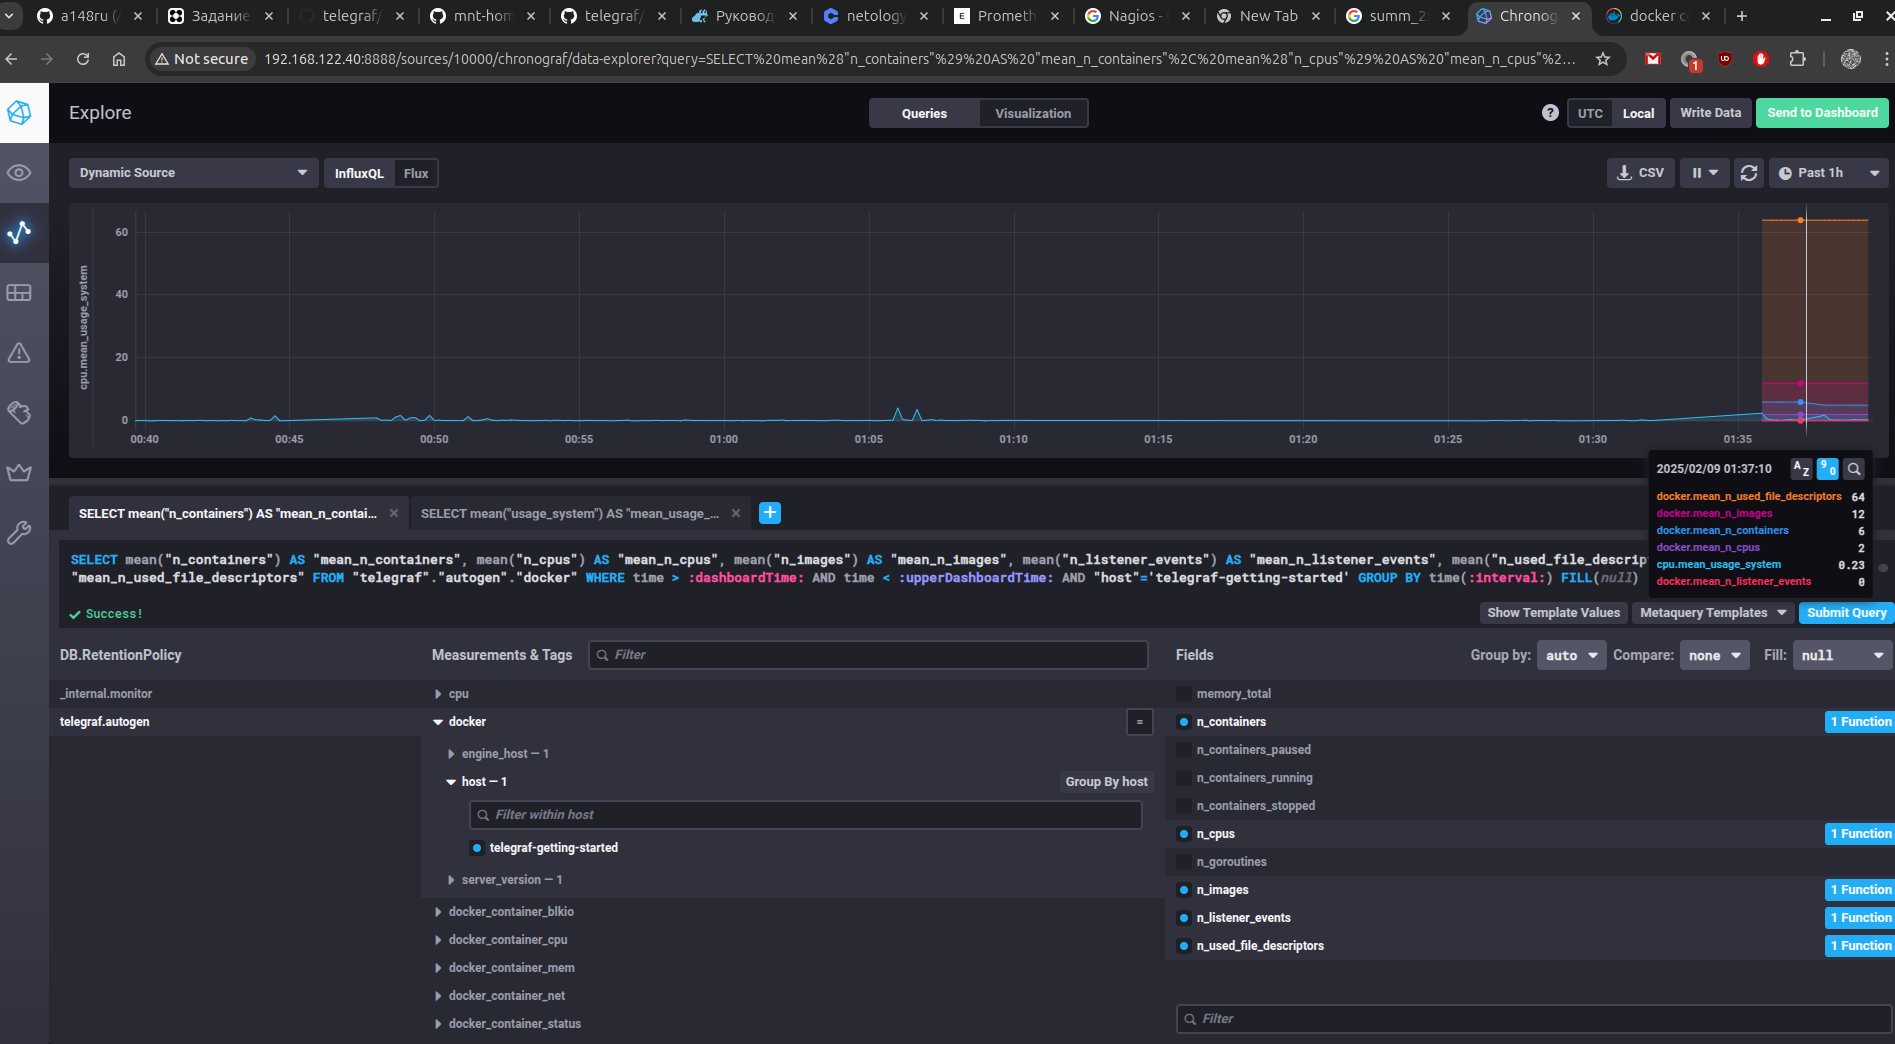 a148ru (
Задание
telegraf/
mnt-hom
telegraf/
Руковод
netology
Prometh
Nagios -
New Tab
summ_2
Chronog
docker c
Not secure
192.168.122.40:8888/sources/10000/chronograf/data-explorer?query=SELECT%20mean%28"n_containers"%29%20AS%20"mean_n_containers"%2C%20mean%28"n_cpus"%29%20AS%20"mean_n_cpus"%2...
1
Explore
Queries
Visualization
?
UTC
Local
Write Data
Send to Dashboard
Dynamic Source
InfluxQL
Flux
CSV
Past 1h
cpu.mean_usage_system
60
40
20
0
00:40 00:45 00:50 00:55 01:00 01:05 01:10 01:15 01:20 01:25 01:30 01:35
2025/02/09 01:37:10
docker.mean_n_used_file_descriptors 64
docker.mean_n_images 12
docker.mean_n_containers 6
docker.mean_n_cpus 2
cpu.mean_usage_system 0.23
docker.mean_n_listener_events 0
SELECT mean("n_containers") AS "mean_n_contai...
SELECT mean("usage_system") AS "mean_usage_...
SELECT mean("n_containers") AS "mean_n_containers", mean("n_cpus") AS "mean_n_cpus", mean("n_images") AS "mean_n_images", mean("n_listener_events") AS "mean_n_listener_events", mean("n_used_file_descrip
"mean_n_used_file_descriptors" FROM "telegraf"."autogen"."docker" WHERE time > :dashboardTime: AND time < :upperDashboardTime: AND "host"='telegraf-getting-started' GROUP BY time(:interval:) FILL(null)
Success!
Show Template Values
Metaquery Templates
Submit Query
DB.RetentionPolicy
Measurements & Tags
Filter
Fields
Group by: auto
Compare: none
Fill: null
_internal.monitor
telegraf.autogen
cpu
docker
=
engine_host — 1
host — 1
Group By host
Filter within host
telegraf-getting-started
server_version — 1
docker_container_blkio
docker_container_cpu
docker_container_mem
docker_container_net
docker_container_status
memory_total
n_containers 1 Function
n_containers_paused
n_containers_running
n_containers_stopped
n_cpus 1 Function
n_goroutines
n_images 1 Function
n_listener_events 1 Function
n_used_file_descriptors 1 Function
Filter